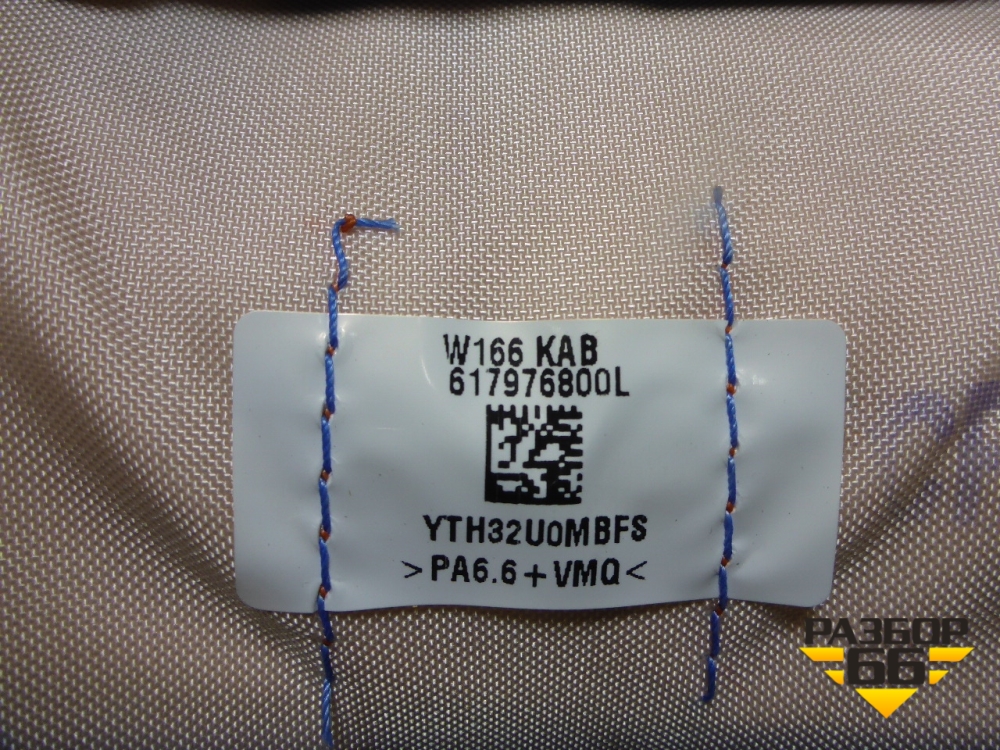 W166 KAB
617976800L
YTH32U0MBFS
>PA6.6+VMQ<
РАЗБОР
66